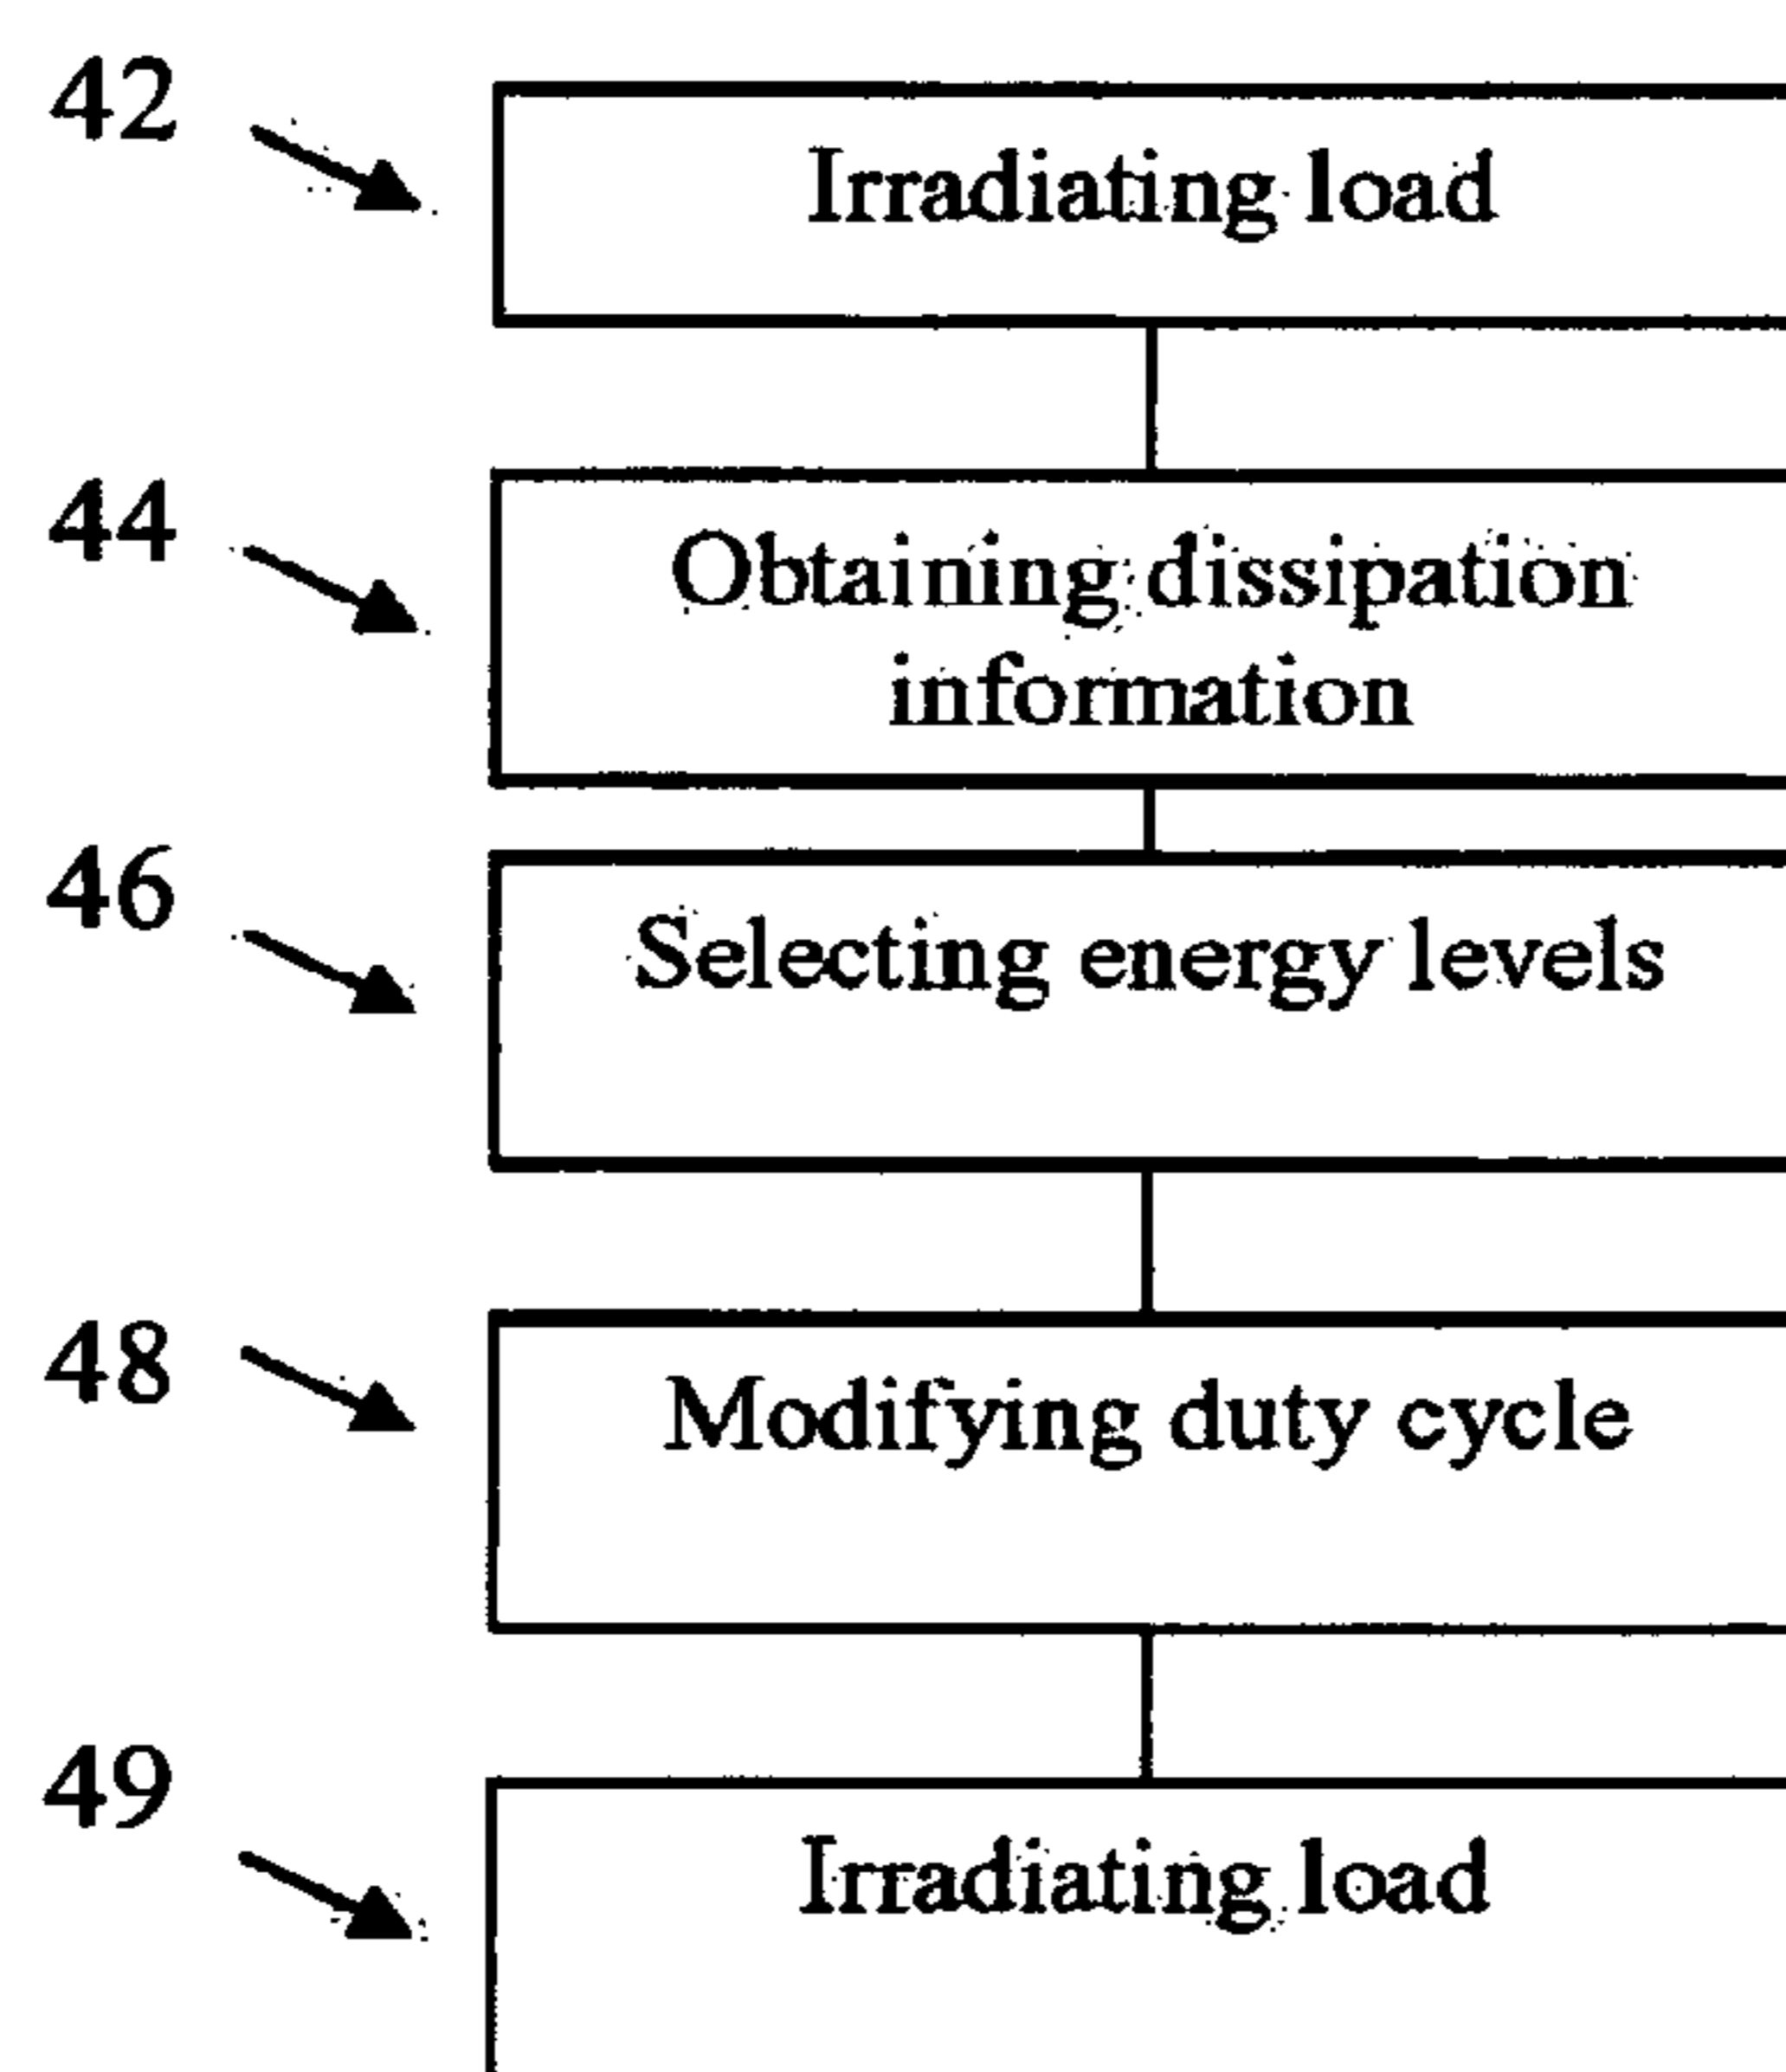 42
Irradiating load
44
Obtaining dissipation
information
46
Selecting energy levels
48
Modifying duty cycle
49
Irradiating load